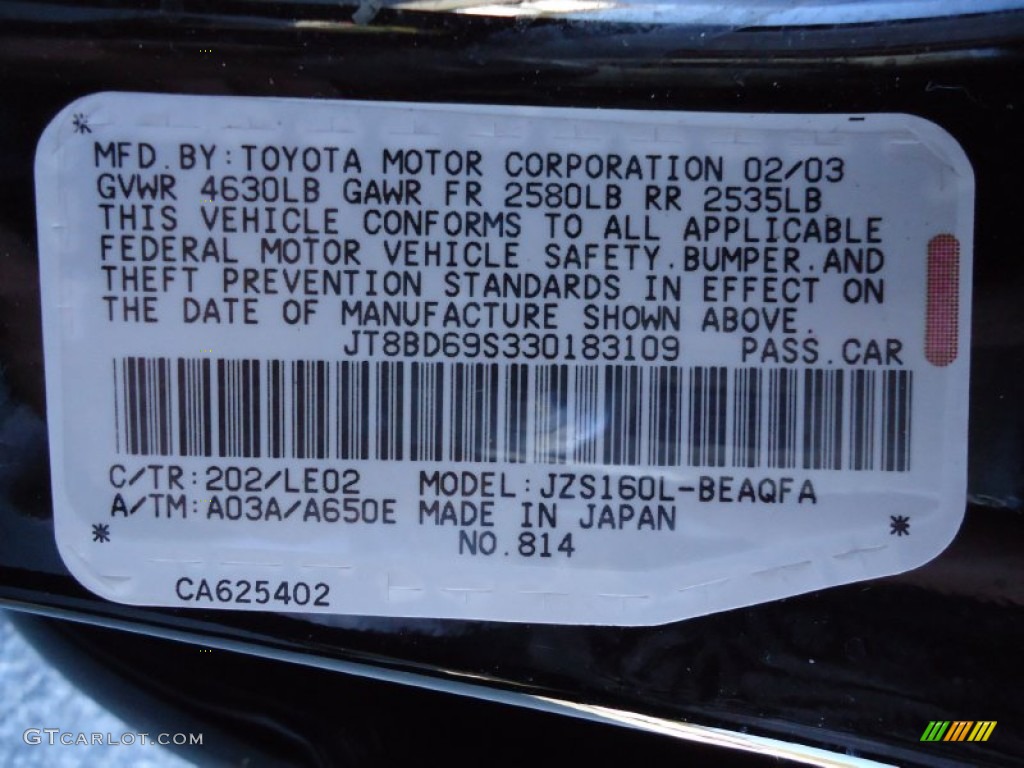 MFD.BY:TOYOTA MOTOR CORPORATION 02/03
GVWR 4630LB GAWR FR 2580LB RR 2535LB
THIS VEHICLE CONFORMS TO ALL APPLICABLE
FEDERAL MOTOR VEHICLE SAFETY.BUMPER.AND
THEFT PREVENTION STANDARDS IN EFFECT ON
THE DATE OF MANUFACTURE SHOWN ABOVE.
JT8BD69S330183109 PASS.CAR
C/TR:202/LE02 MODEL:JZS160L-BEAQFA
A/TM:A03A/A650E MADE IN JAPAN
NO.814
CA625402
GTCARLOT.COM